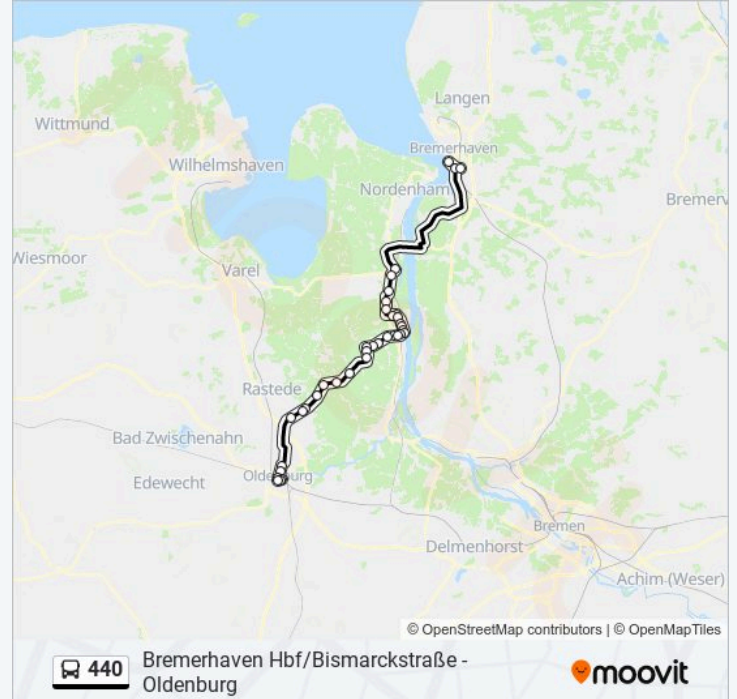 Langen
Wittmund
Bremerhaven
Wilhelmshaven
Nordenham
Bremerv
Wiesmoor
Varel
Rastede
Bad Zwischenahn
Oldenburg
Edewecht
Bremen
Delmenhorst
Achim (Weser)
© OpenStreetMap contributors | © OpenMapTiles
440
Bremerhaven Hbf/Bismarckstraße -
Oldenburg
moovit